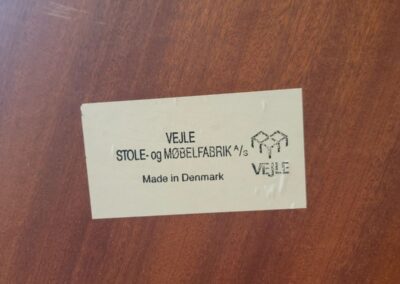 VEJLE
STOLE- og MØBELFABRIK A/s
VEJLE
Made in Denmark